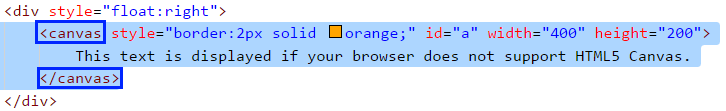 <div style="float:right">
<canvas style="border:2px solid orange;" id="a" width="400" height="200">
This text is displayed if your browser does not support HTML5 Canvas.
</canvas>
</div>